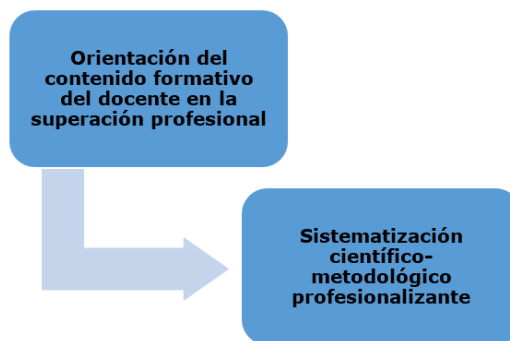 Orientación del
contenido formativo
del docente en la
superación profesional
Sistematización
científico-
metodológico
profesionalizante